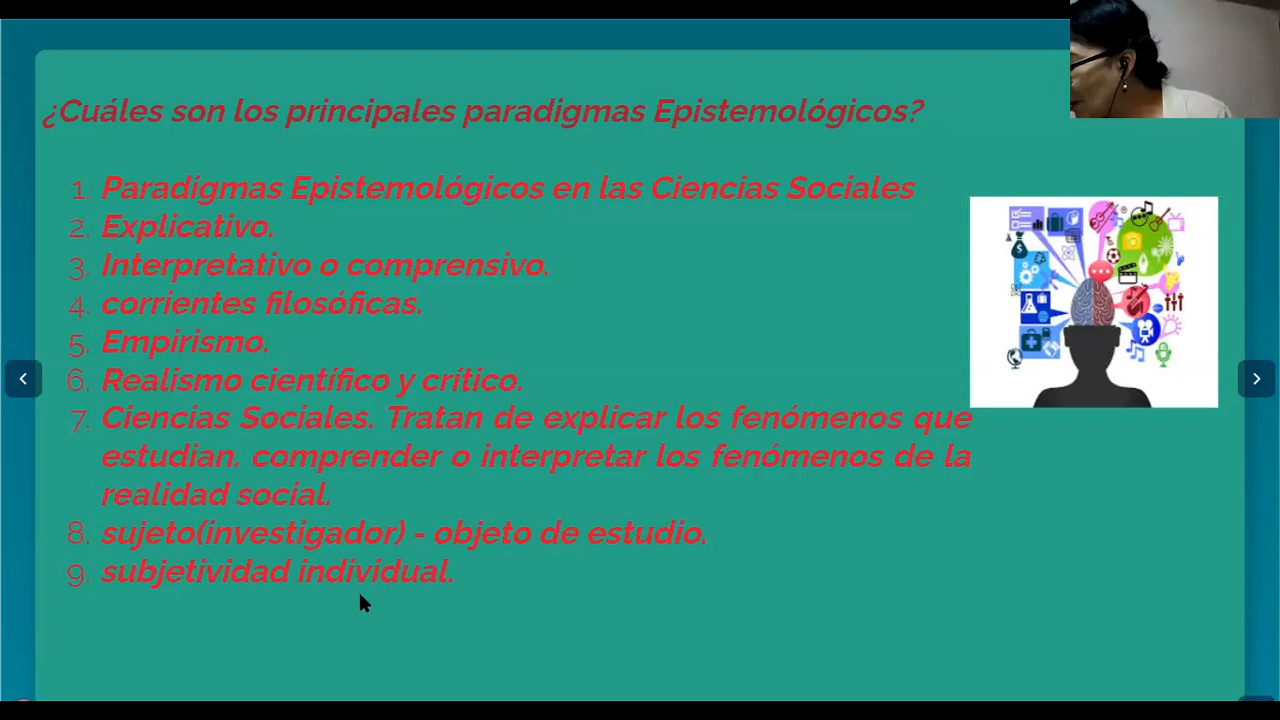 ¿Cuáles son los principales paradigmas Epistemológicos?
1. Paradigmas Epistemológicos en las Ciencias Sociales
2. Explicativo.
3. Interpretativo o comprensivo.
4. corrientes filosóficas.
5. Empirismo.
6. Realismo científico y crítico.
7. Ciencias Sociales. Tratan de explicar los fenómenos que
estudian. comprender o interpretar los fenómenos de la
realidad social.
8. sujeto(investigador) - objeto de estudio.
9. subjetividad individual.